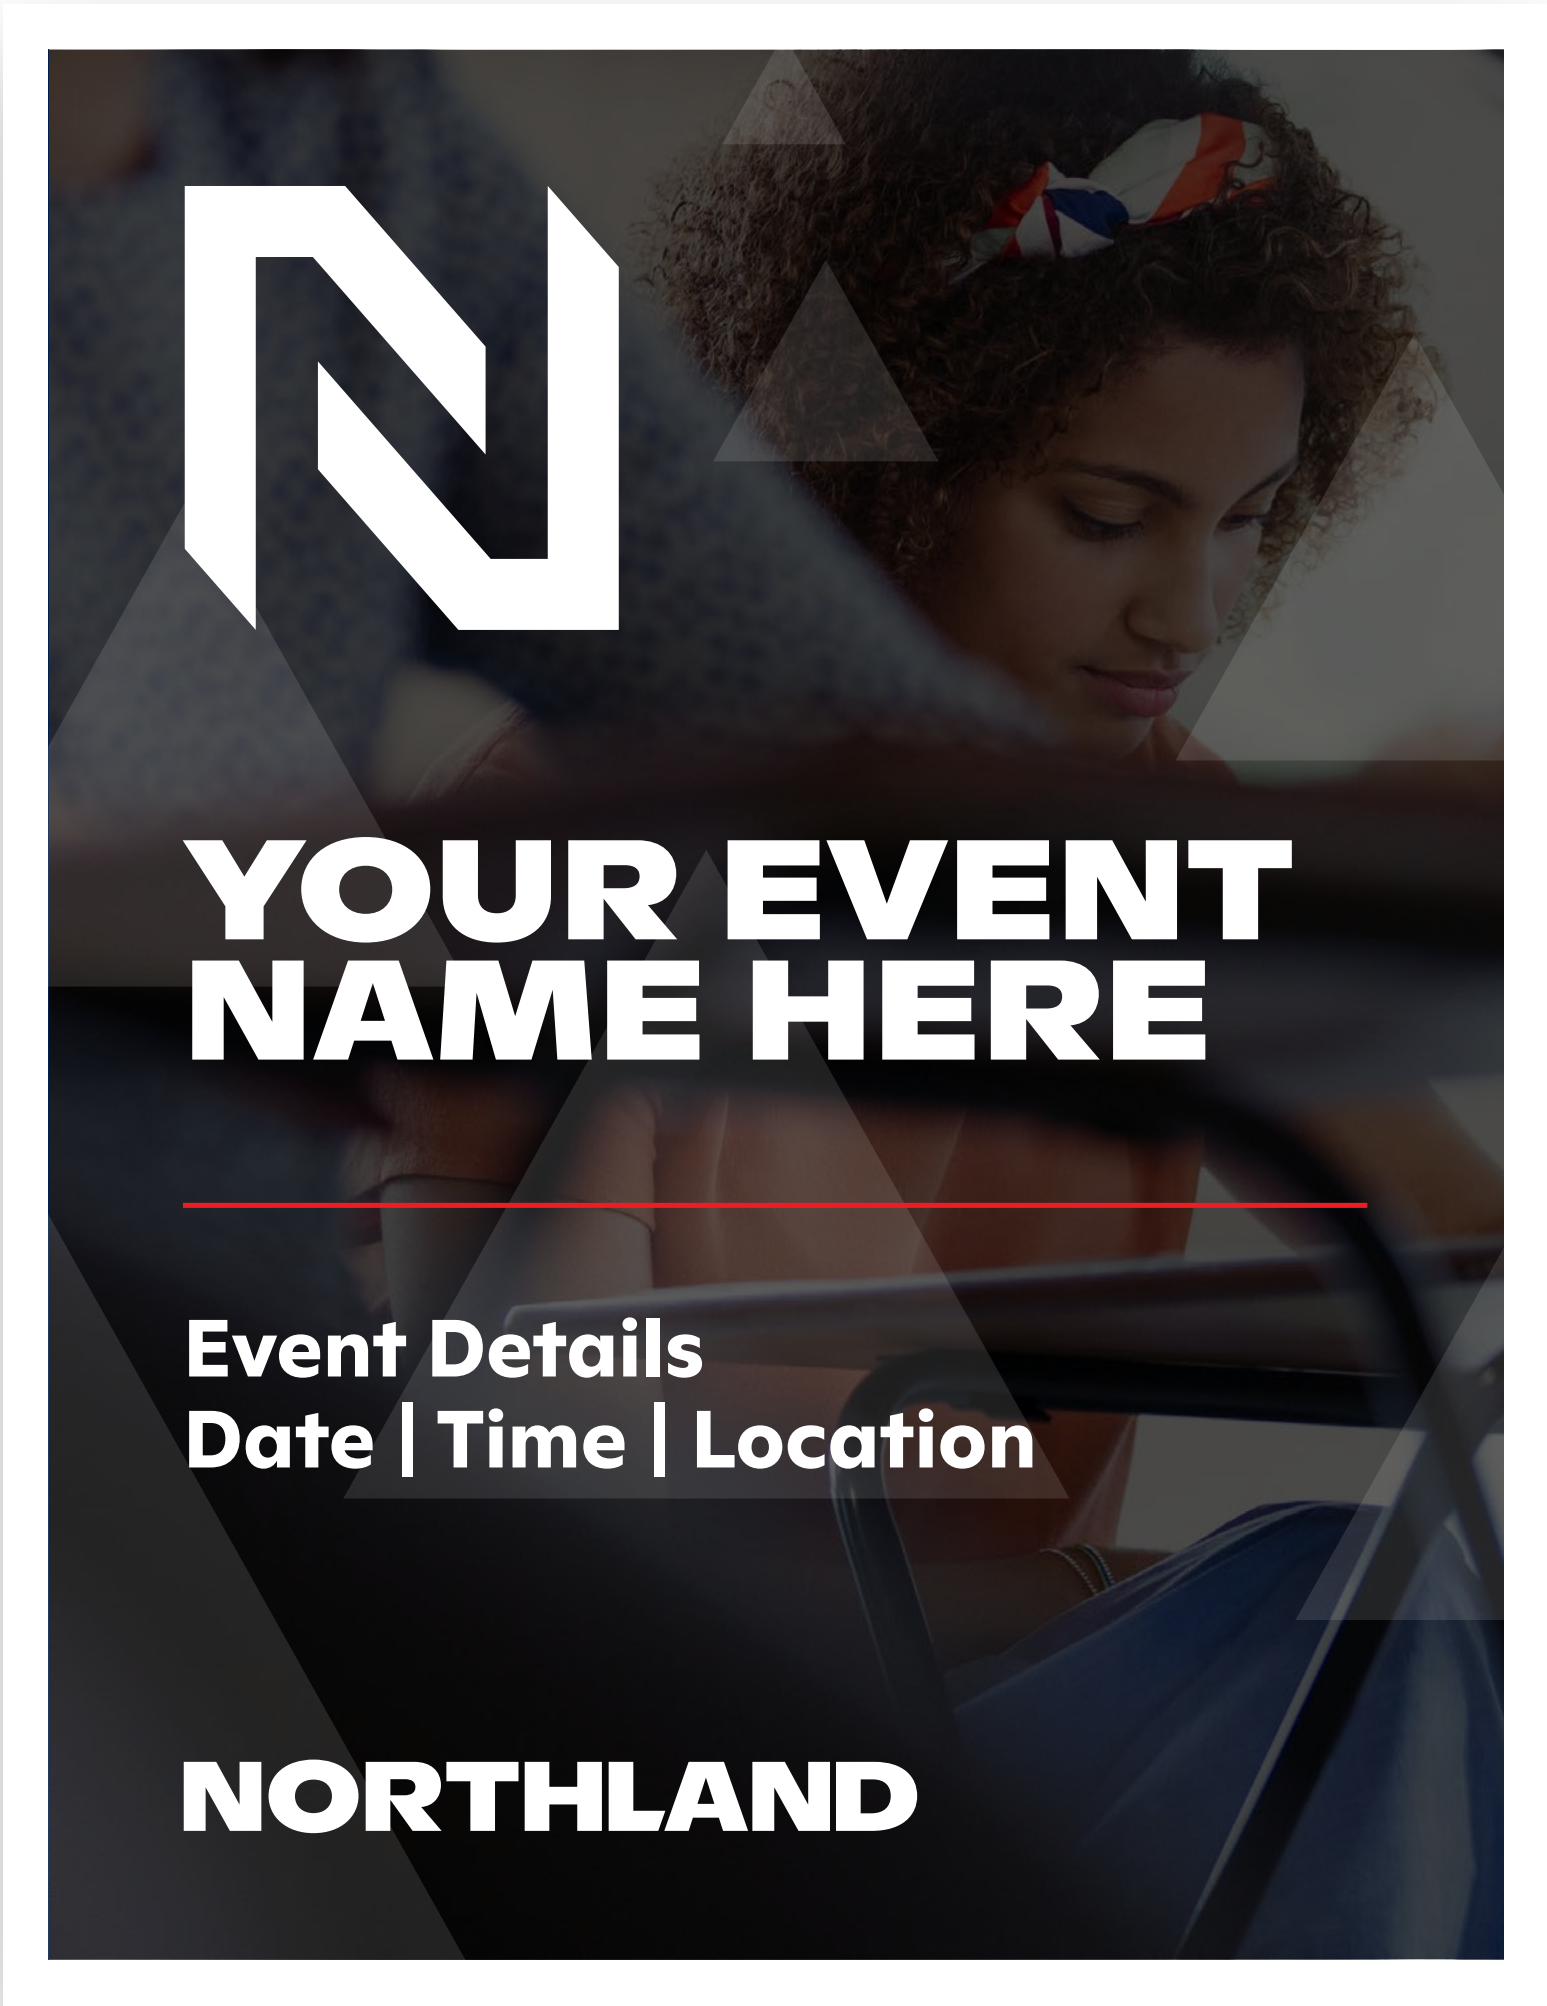 N
YOUR EVENT
NAME HERE
Event Details
Date | Time | Location
NORTHLAND